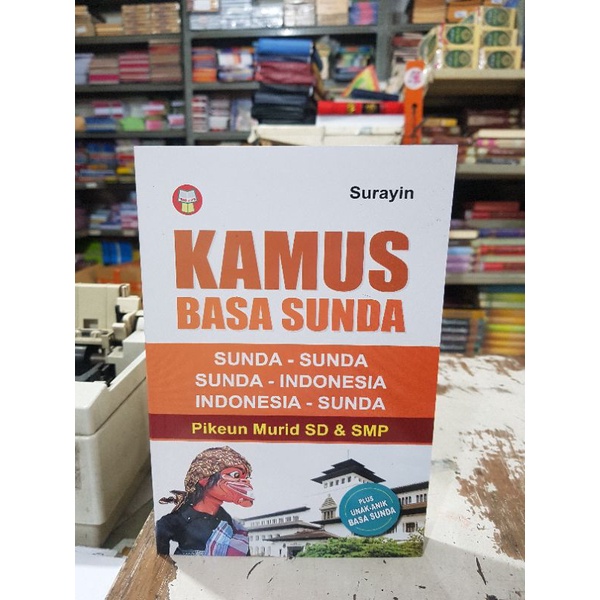 Surayin
KAMUS
BASA SUNDA
SUNDA - SUNDA
SUNDA - INDONESIA
INDONESIA - SUNDA
Pikeun Murid SD & SMP
PLUS
UNAK-ANIK
BASA SUNDA